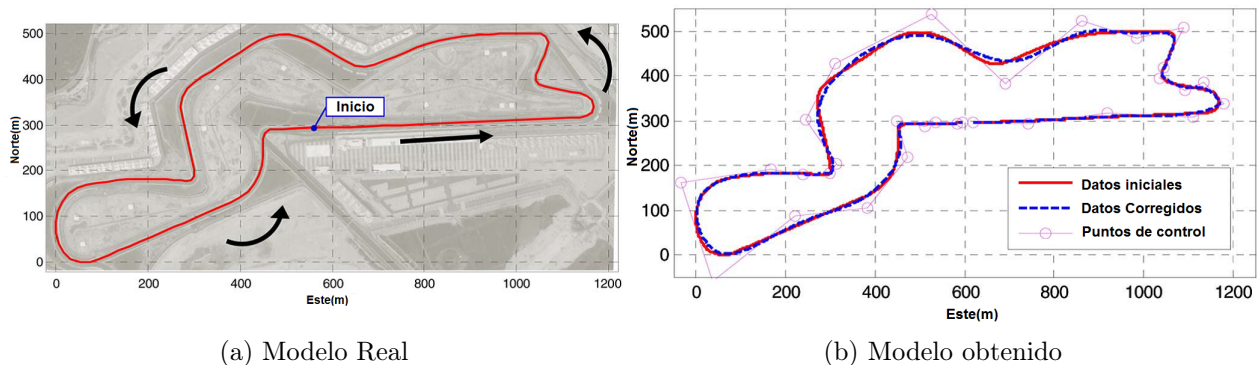 500
400
300
200
100
0
Norte(m)
Inicio
0
200
400
600
800
1000
1200
Este(m)
(a) Modelo Real
500
400
300
200
100
0
Norte(m)
Datos iniciales
Datos Corregidos
Puntos de control
0
200
400
600
800
1000
1200
Este(m)
(b) Modelo obtenido